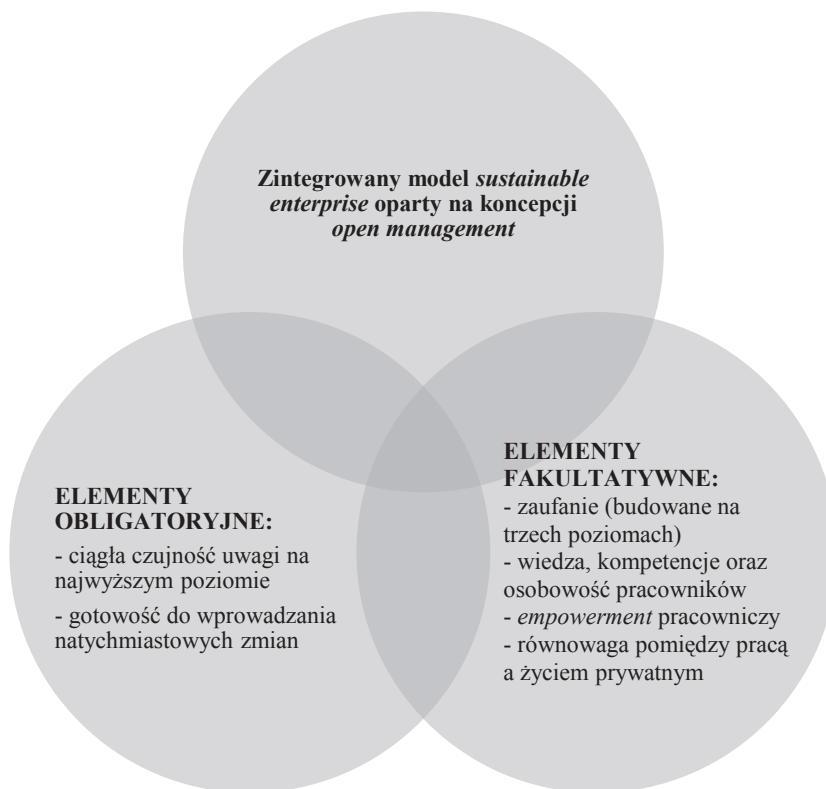 Zintegrowany model sustainable
enterprise oparty na koncepcji
open management
ELEMENTY
OBLIGATORYJNE:
- ciągła czujność uwagi na
najwyższym poziomie
- gotowość do wprowadzania
natychmiastowych zmian
ELEMENTY
FAKULTATYWNE:
- zaufanie (budowane na
trzech poziomach)
- wiedza, kompetencje oraz
osobowość pracowników
- empowerment pracowniczy
- równowaga pomiędzy pracą
a życiem prywatnym